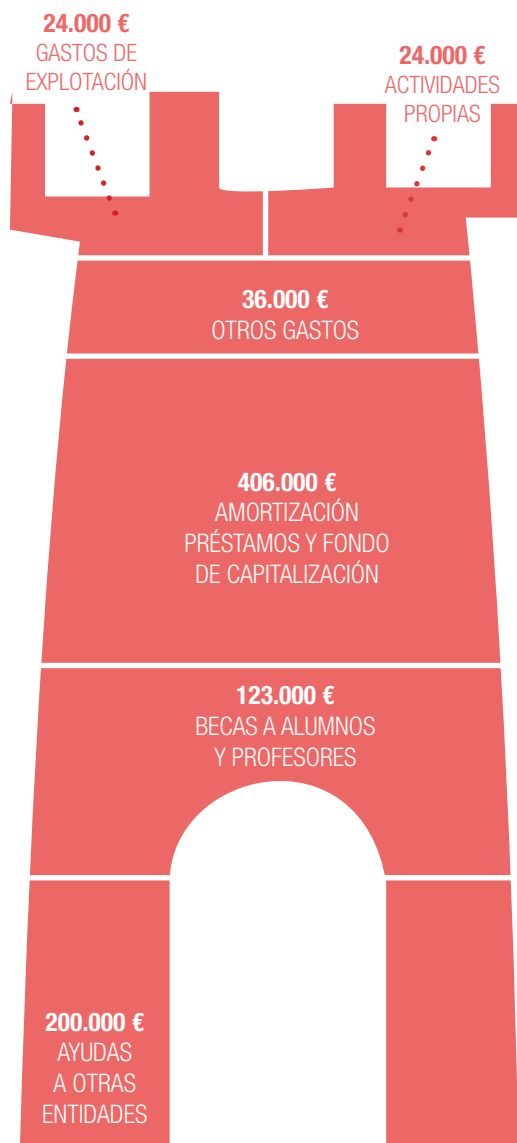 24.000 €
GASTOS DE
EXPLOTACIÓN
24.000 €
ACTIVIDADES
PROPIAS
36.000 €
OTROS GASTOS
406.000 €
AMORTIZACIÓN
PRÉSTAMOS Y FONDO
DE CAPITALIZACIÓN
123.000 €
BECAS A ALUMNOS
Y PROFESORES
200.000 €
AYUDAS
A OTRAS
ENTIDADES